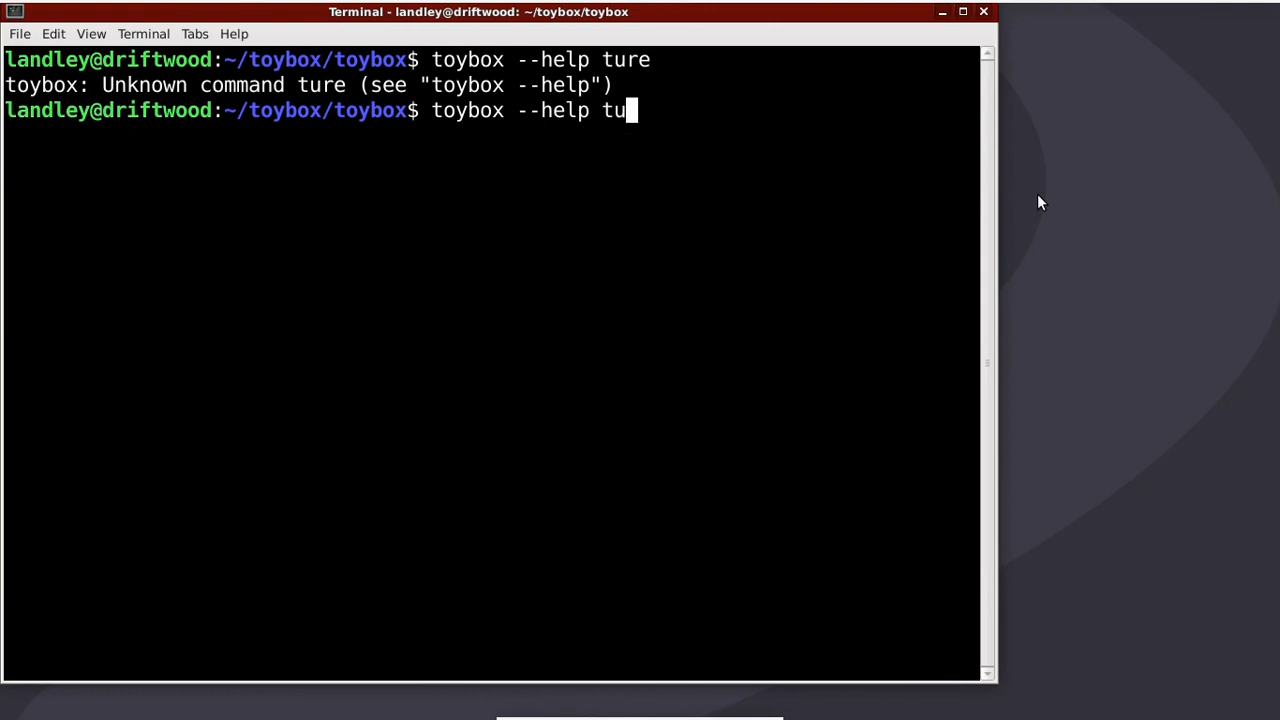 Terminal - landley@driftwood: ~/toybox/toybox
File Edit View Terminal Tabs Help
landley@driftwood:~/toybox/toybox$ toybox --help ture
toybox: Unknown command ture (see "toybox --help")
landley@driftwood:~/toybox/toybox$ toybox --help tu